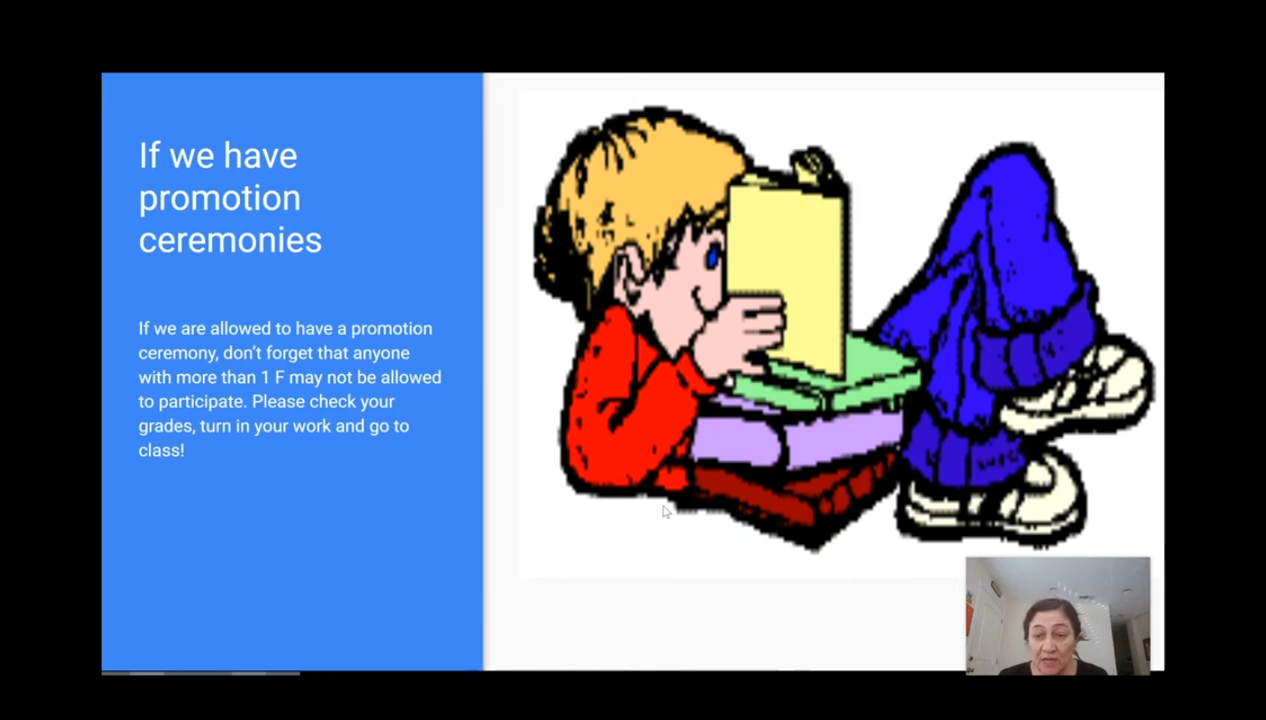 If we have
promotion
ceremonies
If we are allowed to have a promotion
ceremony, don't forget that anyone
with more than 1 F may not be allowed
to participate. Please check your
grades, turn in your work and go to
class!